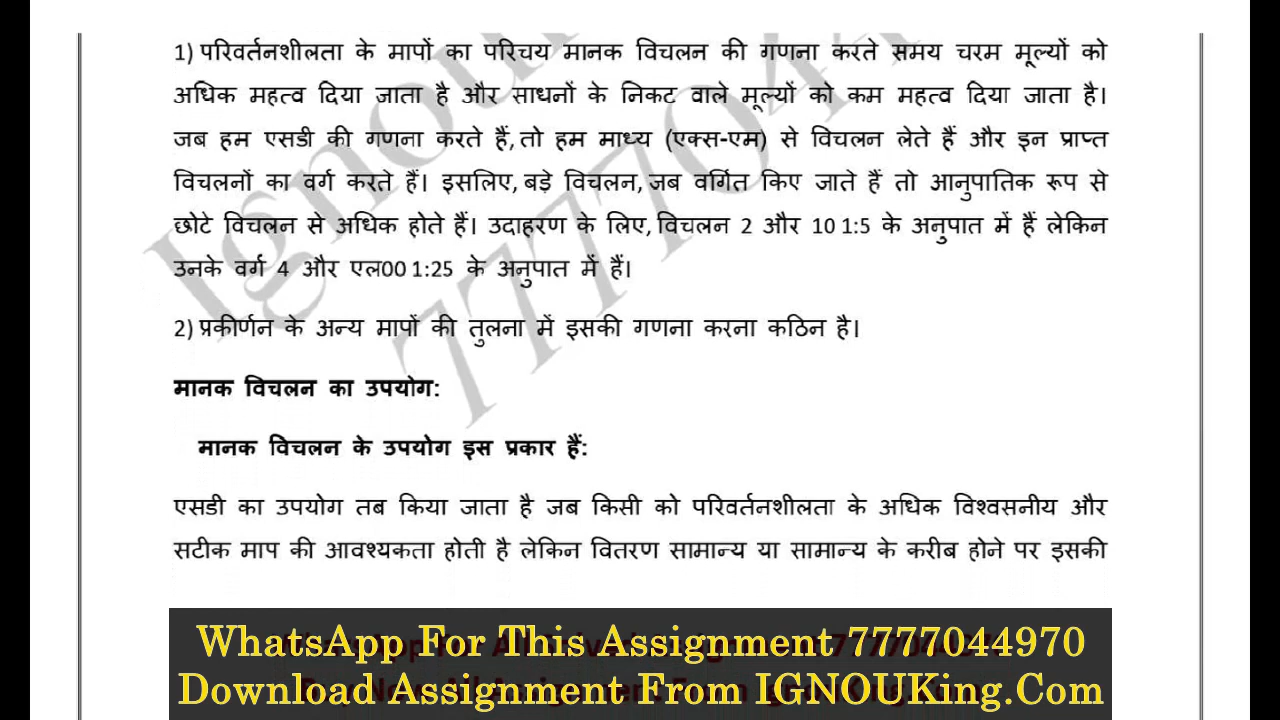 1) परिवर्तनशीलता के मापों का परिचय मानक विचलन की गणना करते समय चरम मूल्यों को
अधिक महत्व दिया जाता है और साधनों के निकट वाले मूल्यों को कम महत्व दिया जाता है।
जब हम एसडी की गणना करते हैं, तो हम माध्य (एक्स-एम) से विचलन लेते हैं और इन प्राप्त
विचलनों का वर्ग करते हैं। इसलिए, बड़े विचलन, जब वर्गित किए जाते हैं तो आनुपातिक रूप से
छोटे विचलन से अधिक होते हैं। उदाहरण के लिए, विचलन 2 और 10 1:5 के अनुपात में हैं लेकिन
उनके वर्ग 4 और एल00 1:25 के अनुपात में हैं।
2) प्रकीर्णन के अन्य मापों की तुलना में इसकी गणना करना कठिन है।
मानक विचलन का उपयोग:
मानक विचलन के उपयोग इस प्रकार हैं:
एसडी का उपयोग तब किया जाता है जब किसी को परिवर्तनशीलता के अधिक विश्वसनीय और
सटीक माप की आवश्यकता होती है लेकिन वितरण सामान्य या सामान्य के करीब होने पर इसकी
WhatsApp For This Assignment 7777044970
Download Assignment From IGNOUKing.Com